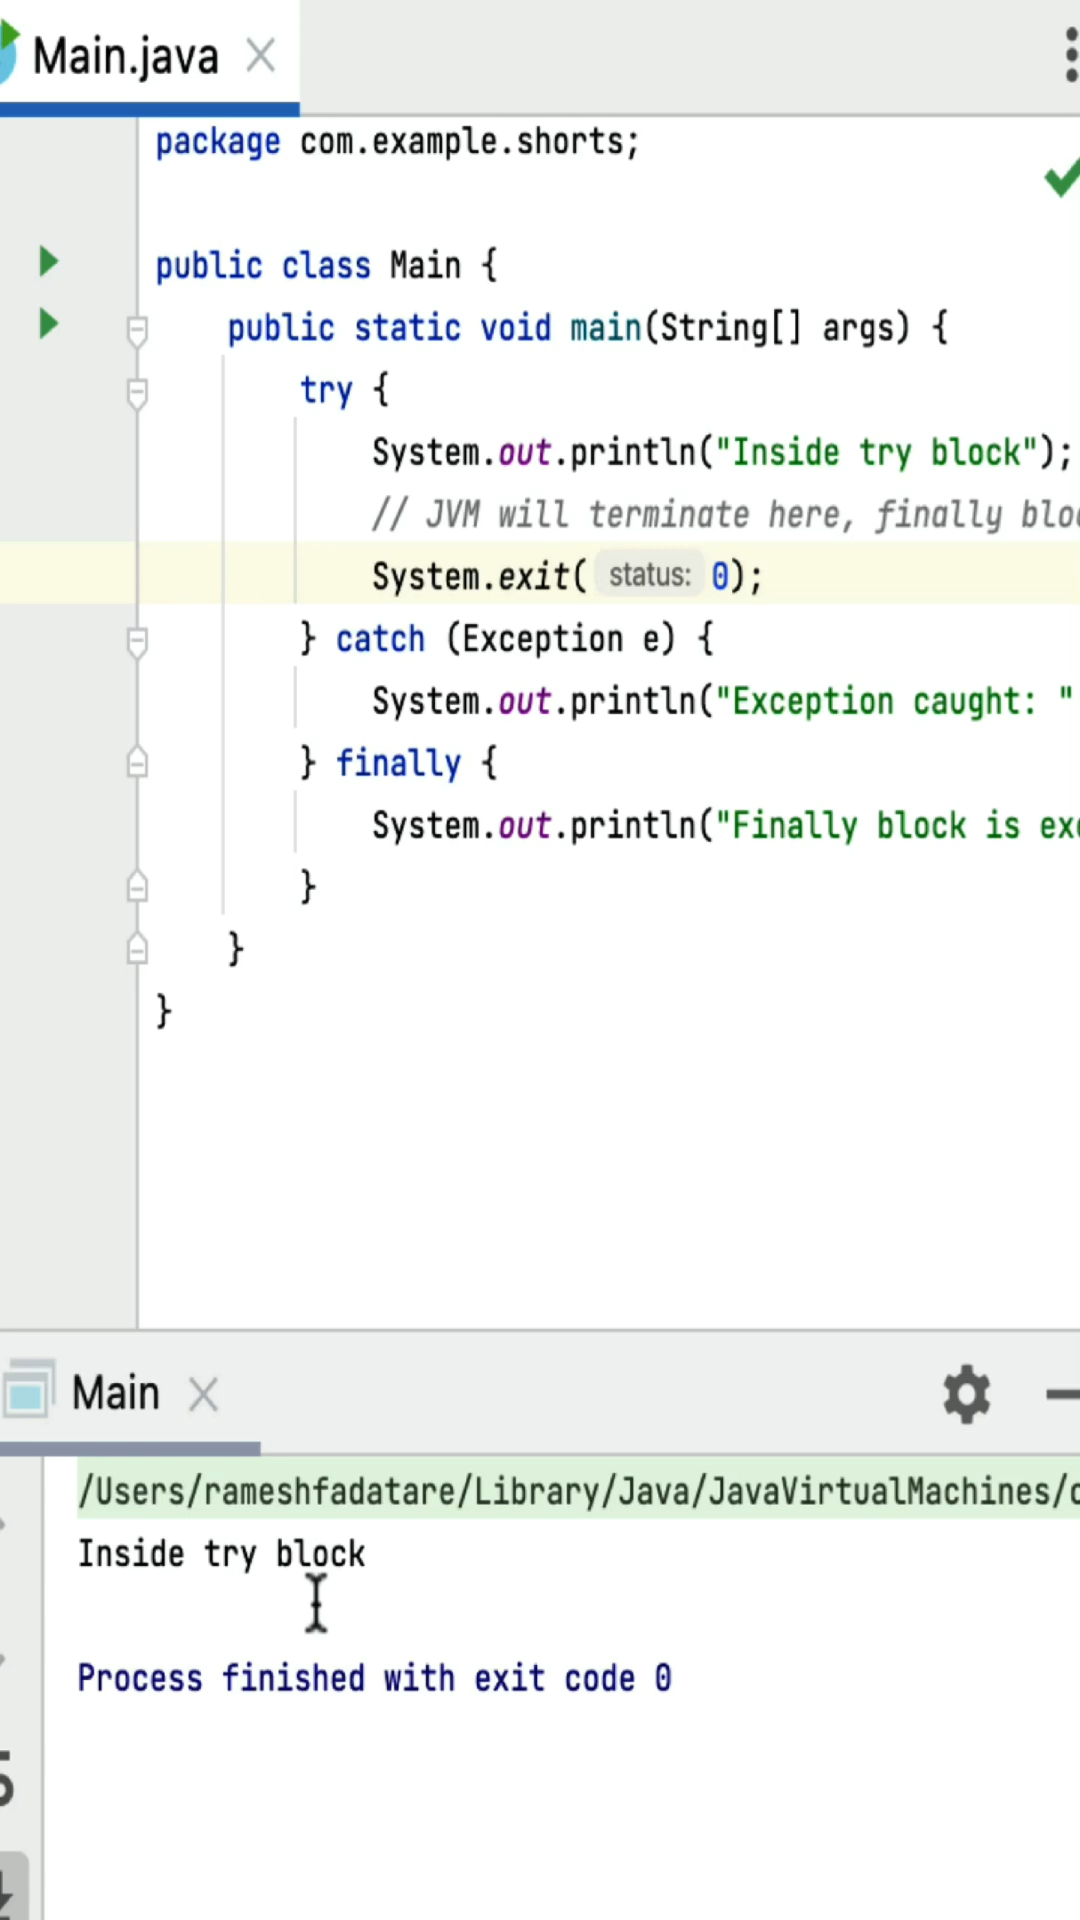 Main.java
package com.example.shorts;
public class Main {
public static void main(String[] args) {
try {
System.out.println("Inside try block");
// JVM will terminate here, finally
System.exit( status: 0);
} catch (Exception e) {
System.out.println("Exception caught: "
} finally {
System.out.println("Finally block is
}
}
}
Main
/Users/rameshfadatare/Library/Java/JavaVirtualMachines/
Inside try block
Process finished with exit code 0